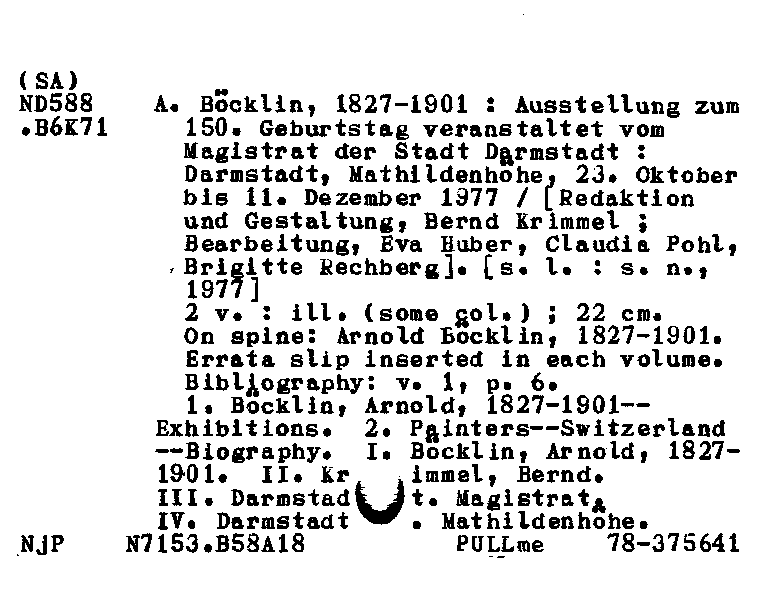 (SA)
ND588 A. Böcklin, 1827-1901 : Ausstellung zum
.B6K71 150. Geburtstag veranstaltet vom
Magistrat der Stadt Darmstadt :
Darmstadt, Mathildenhöhe, 23. Oktober
bis 11. Dezember 1977 / [Redaktion
und Gestaltung, Bernd Krimmel ;
Bearbeitung, Eva Huber, Claudia Pohl,
Brigitte Rechberg]. [s. l. : s. n.,
1977]
2 v. : ill. (some col.) ; 22 cm.
On spine: Arnold Böcklin, 1827-1901.
Errata slip inserted in each volume.
Bibliography: v. 1, p. 6.
1. Böcklin, Arnold, 1827-1901--
Exhibitions. 2. Painters--Switzerland
--Biography. I. Böcklin, Arnold, 1827-
1901. II. Krimmel, Bernd.
III. Darmstadt. Magistrat.
IV. Darmstadt. Mathildenhöhe.
NjP N7153.B58A18 PULLme 78-375641